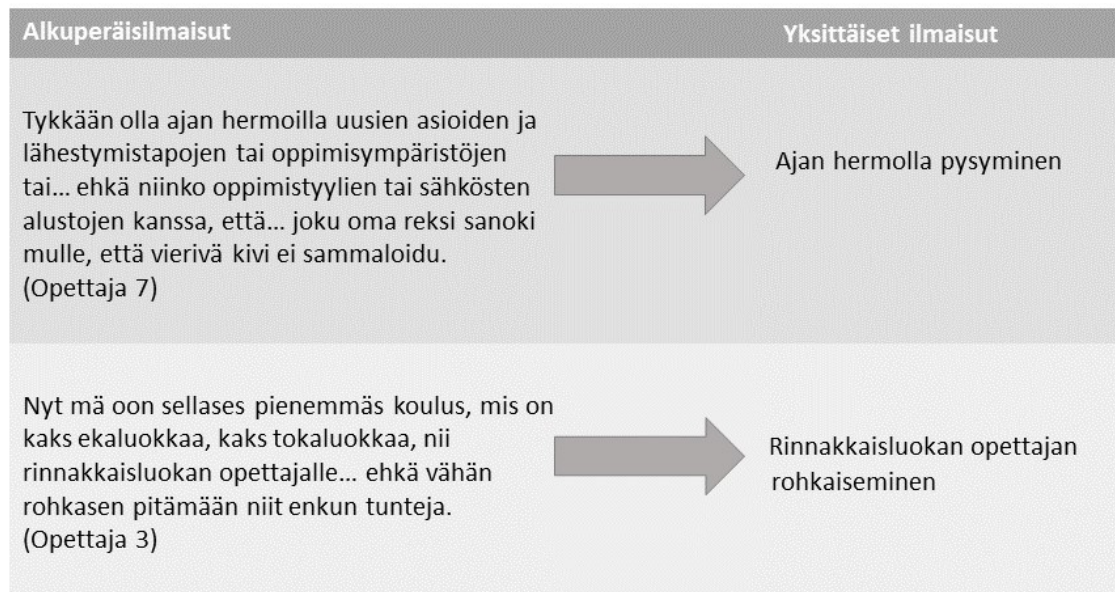 Alkuperäisilmaisut
Yksittäiset ilmaisut
Tykkään olla ajan hermoilla uusien asioiden ja
lähestymistapojen tai oppimisympäristöjen
tai... ehkä niinko oppimistyylien tai sähkösten
alustojen kanssa, että... joku oma reksi sanoki
mulle, että vierivä kivi ei sammaloidu.
(Opettaja 7)
Ajan hermolla pysyminen
Nyt mä oon sellases pienemmäs koulus, mis on
kaks ekaluokkaa, kaks tokaluokkaa, nii
rinnakkaisluokan opettajalle... ehkä vähän
rohkasen pitämään niit enkun tunteja.
(Opettaja 3)
Rinnakkaisluokan opettajan
rohkaiseminen